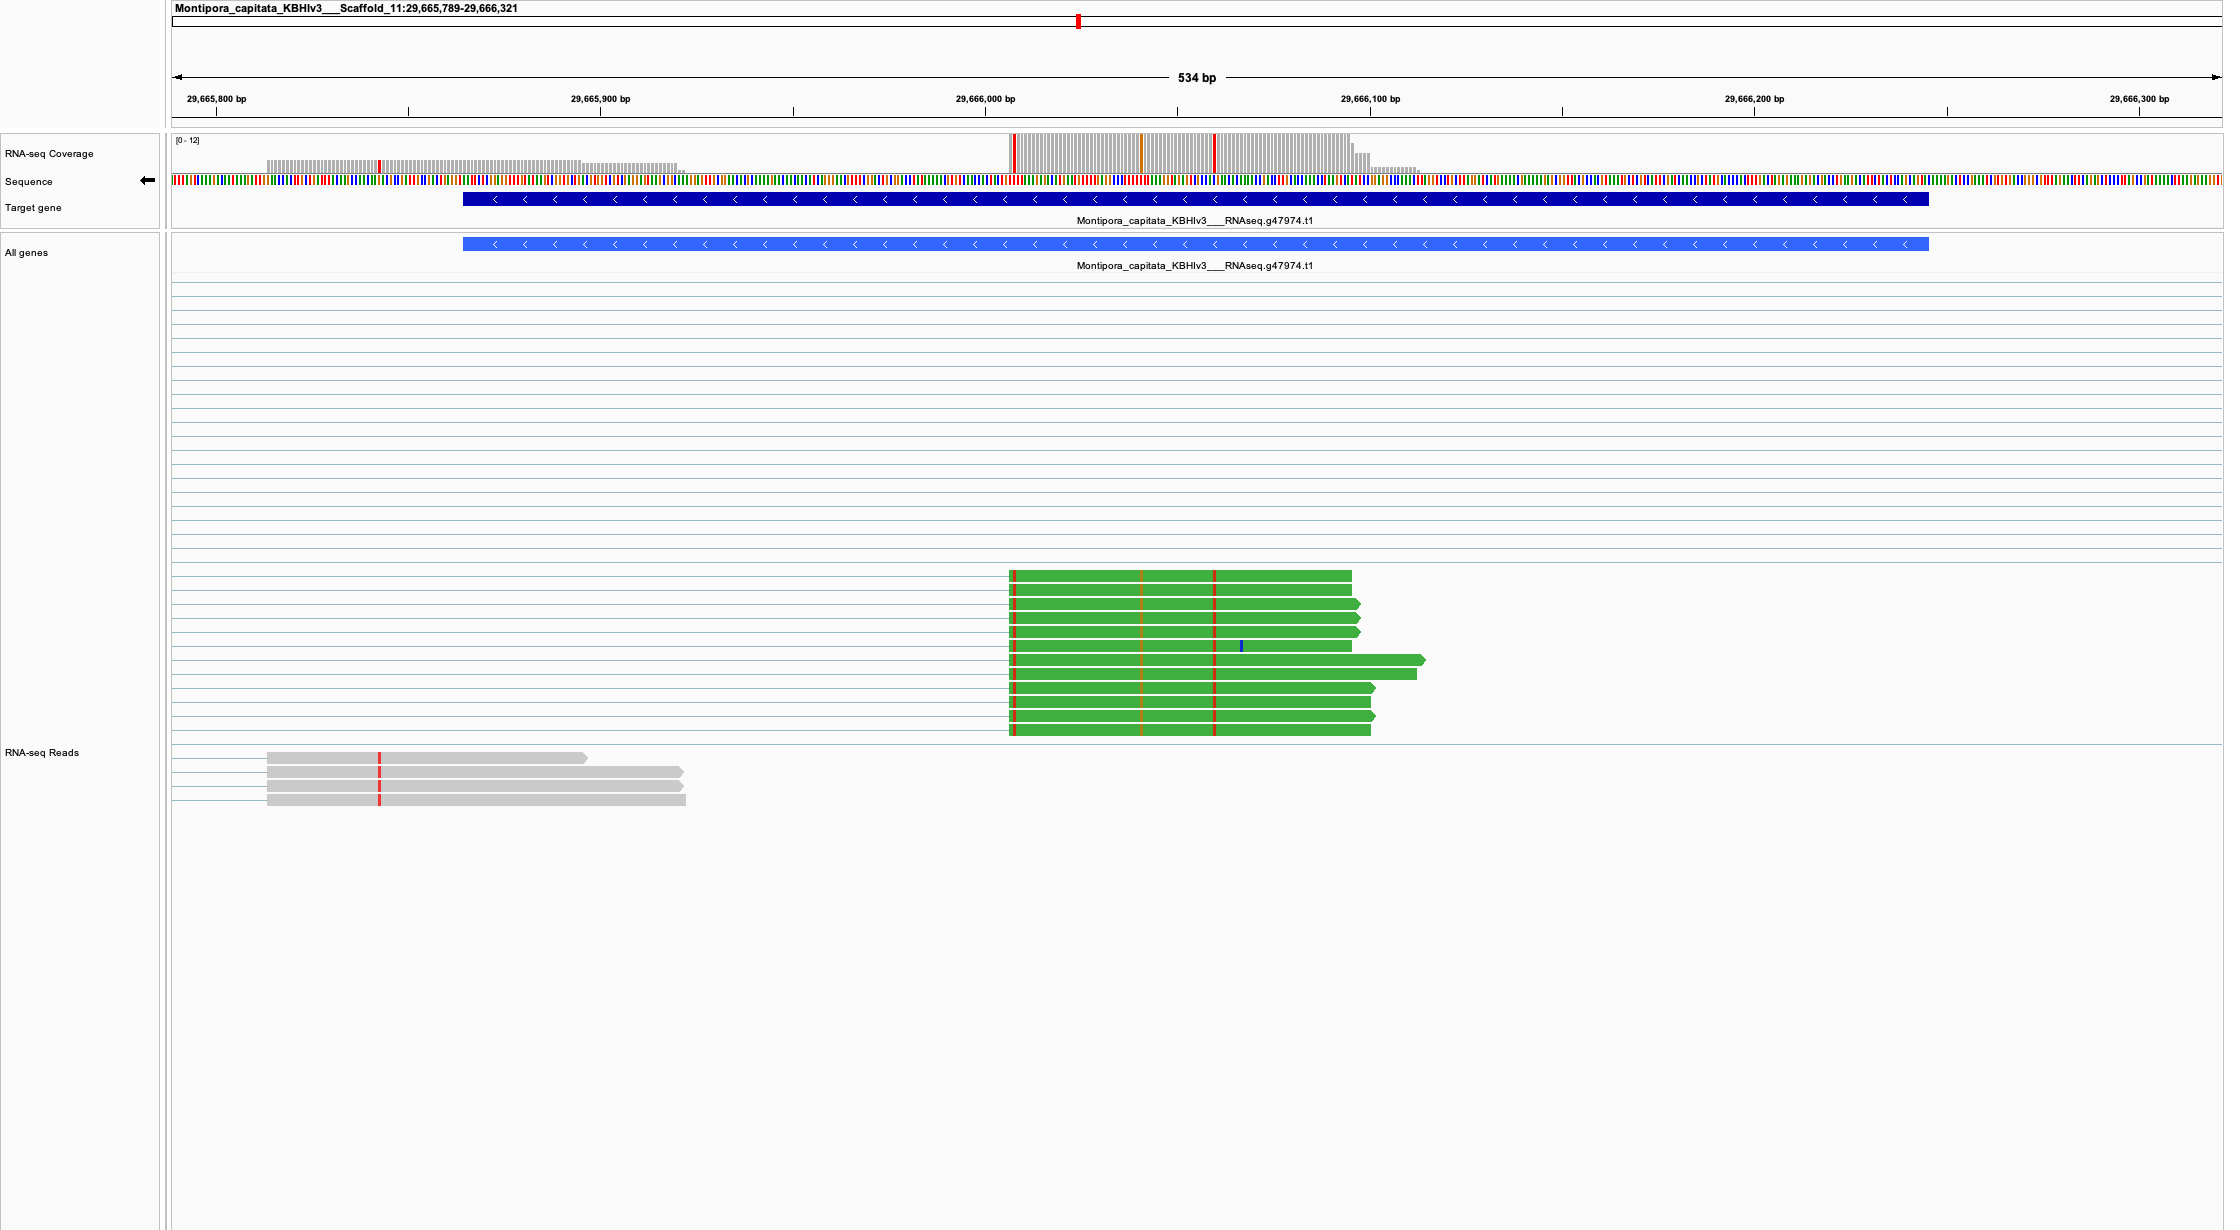 Montipora_capitata_KBHIv3___Scaffold_11:29,665,789-29,666,321
534 bp
29,665,800 bp 29,665,900 bp 29,666,000 bp 29,666,100 bp 29,666,200 bp 29,666,300 bp
RNA-seq Coverage
[0 - 12]
Sequence
Target gene
Montipora_capitata_KBHIv3___RNAseq.g47974.t1
All genes
Montipora_capitata_KBHIv3___RNAseq.g47974.t1
RNA-seq Reads